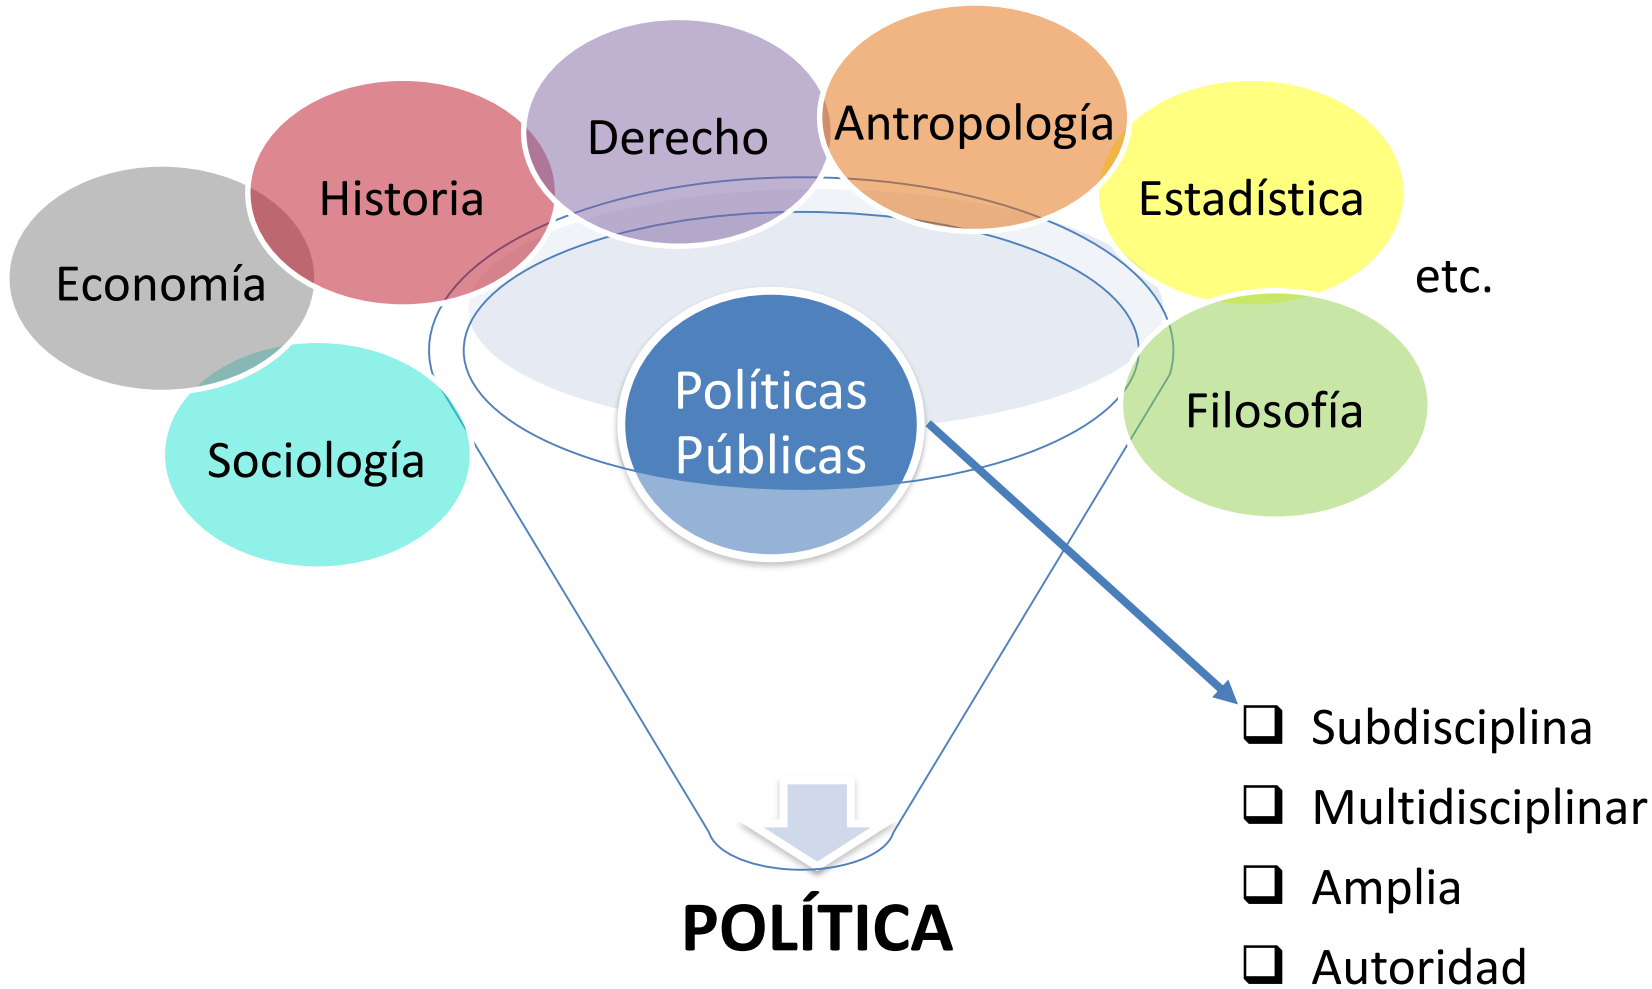 Antropología
Derecho
Historia
Estadística
Economía
etc.
Sociología
Filosofía
Políticas
Públicas
Subdisciplina
Multidisciplinar
Amplia
Autoridad
POLÍTICA